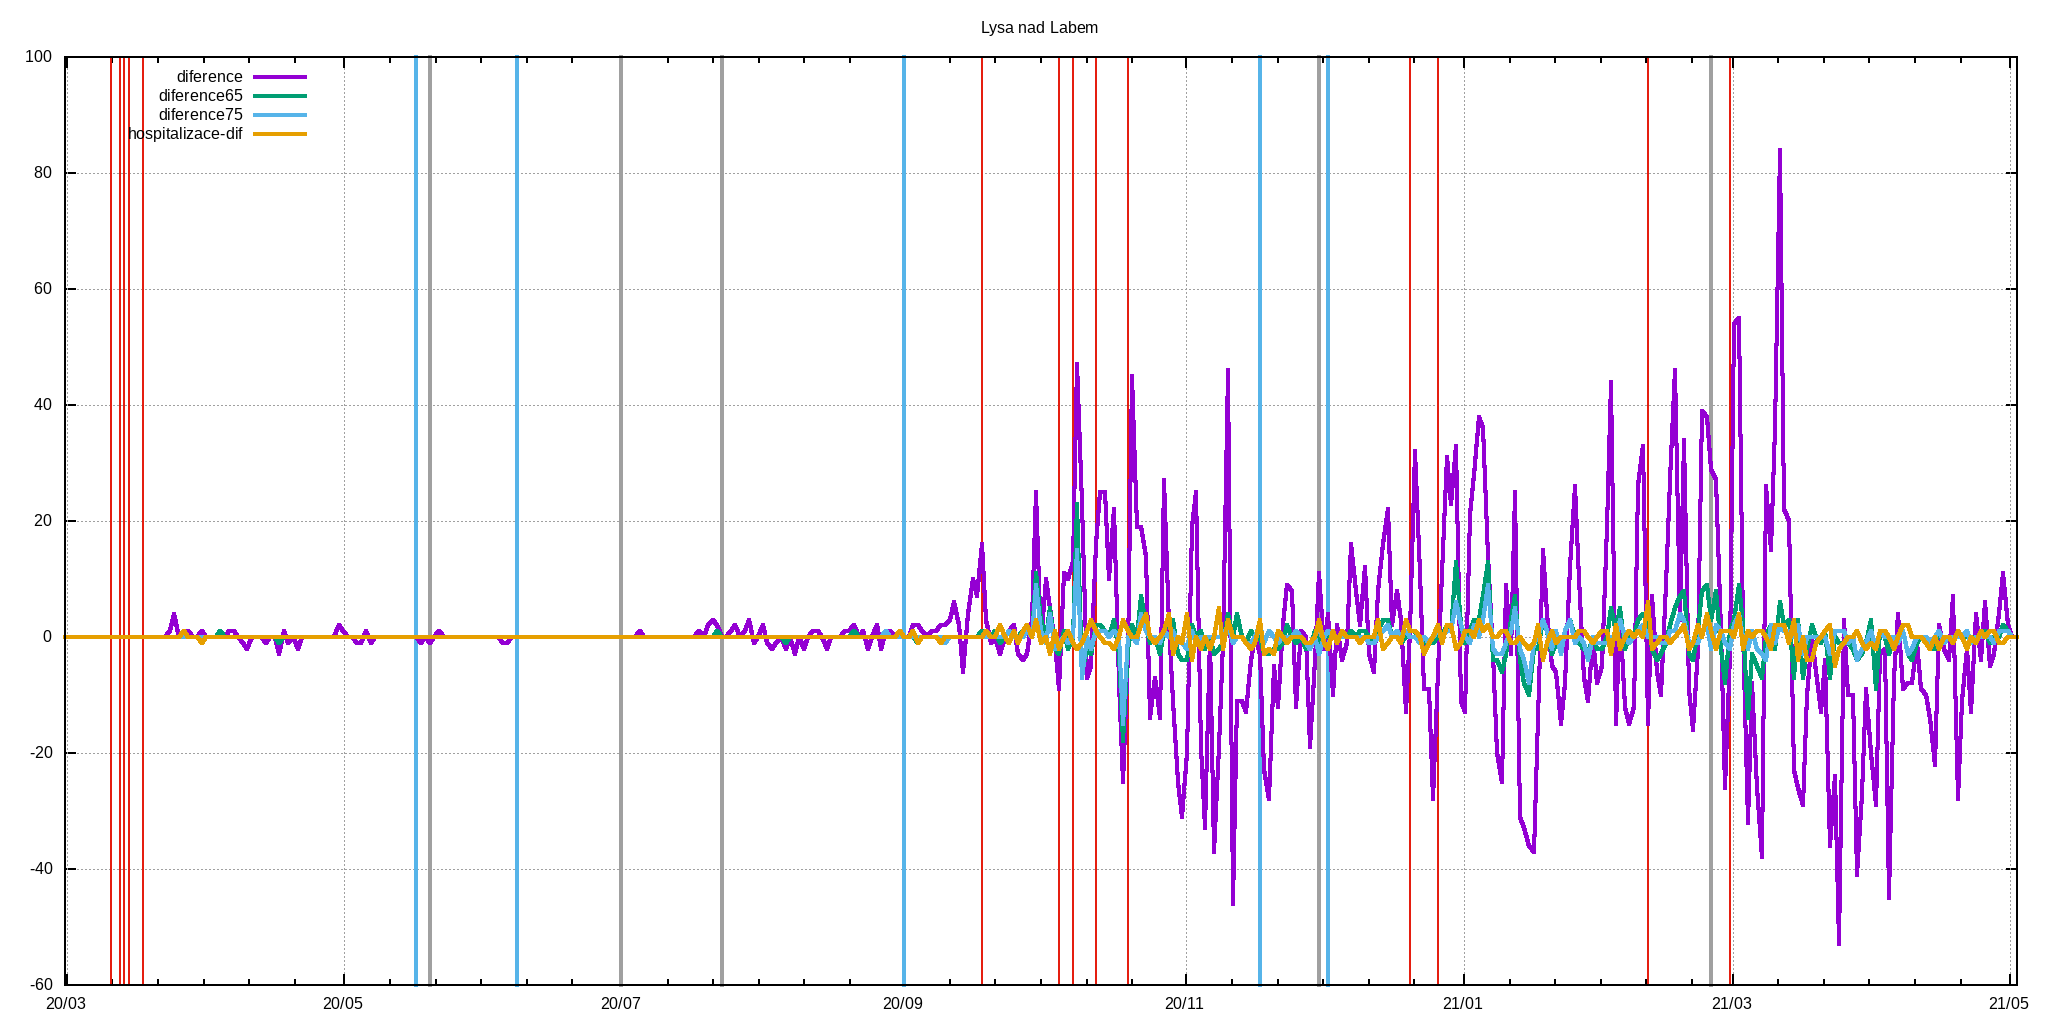 Lysa nad Labem
100
80
60
40
20
0
-20
-40
-60
diference
diference65
diference75
hospitalizace-dif
20/03 20/05 20/07 20/09 20/11 21/01 21/03 21/05